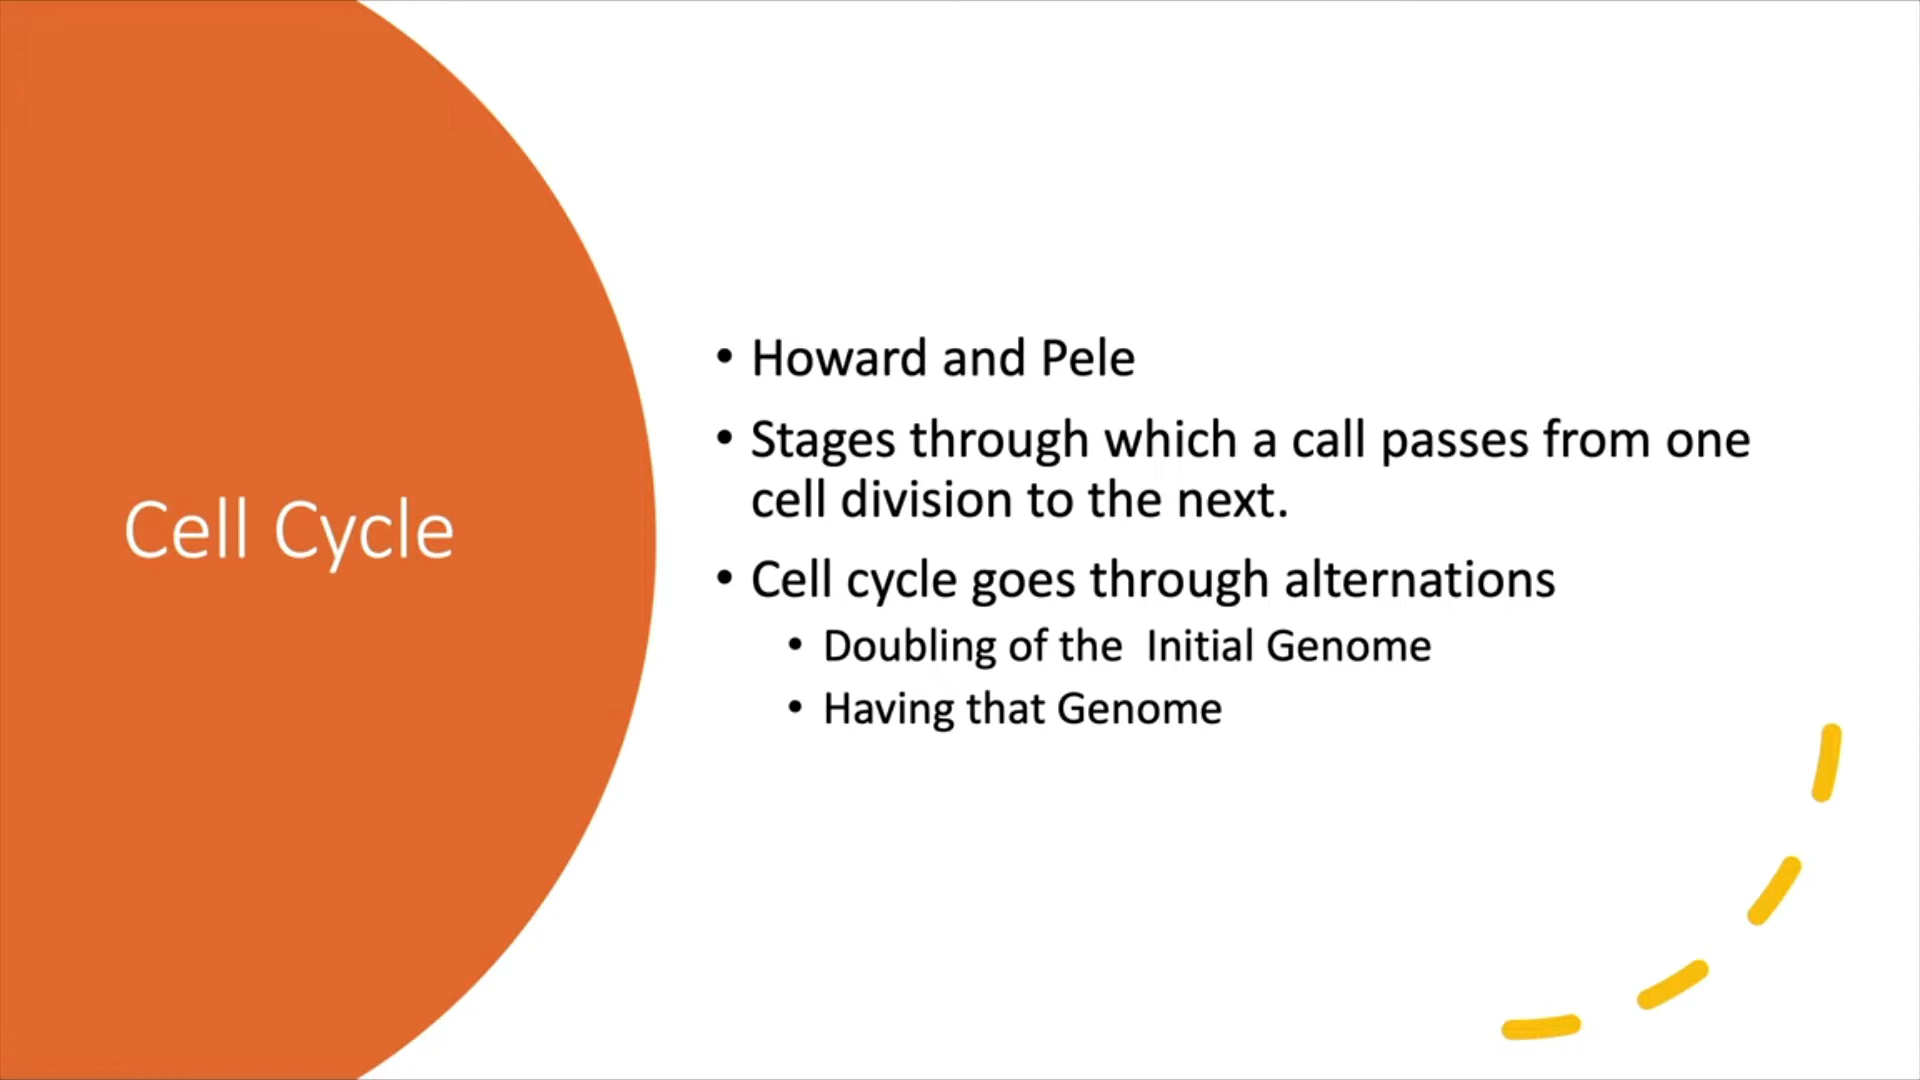 Cell Cycle
• Howard and Pele
• Stages through which a call passes from one
cell division to the next.
• Cell cycle goes through alternations
• Doubling of the  Initial Genome
• Having that Genome